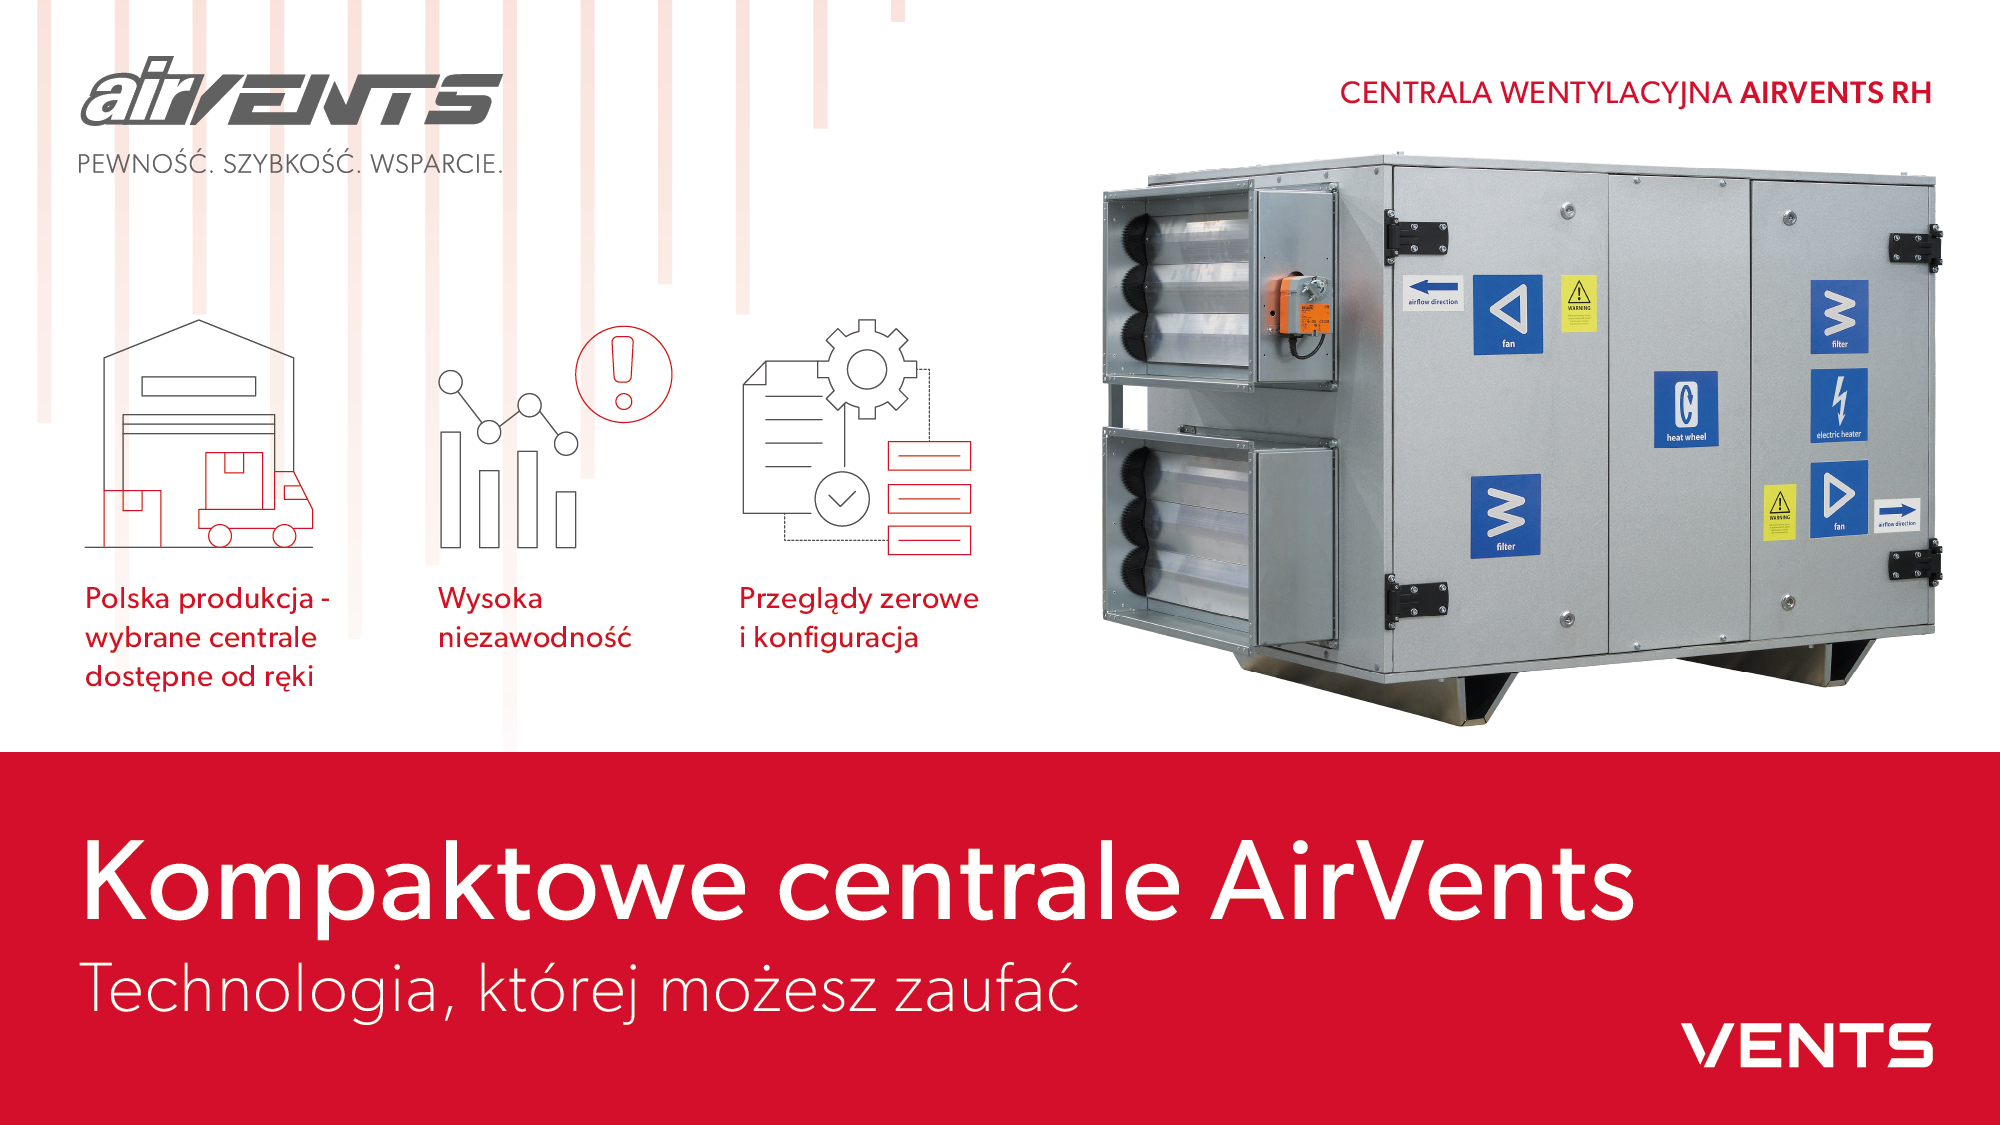 airVENTS
PEWNOŚĆ. SZYBKOŚĆ. WSPARCIE.
CENTRALA WENTYLACYJNA AIRVENTS RH
Polska produkcja -
wybrane centrale
dostępne od ręki
Wysoka
niezawodność
Przeglądy zerowe
i konfiguracja
airflow direction
fan
WARNING
filter
heat wheel
filter
electric heater
WARNING
fan
airflow direction
Kompaktowe centrale AirVents
Technologia, której możesz zaufać
VENTS